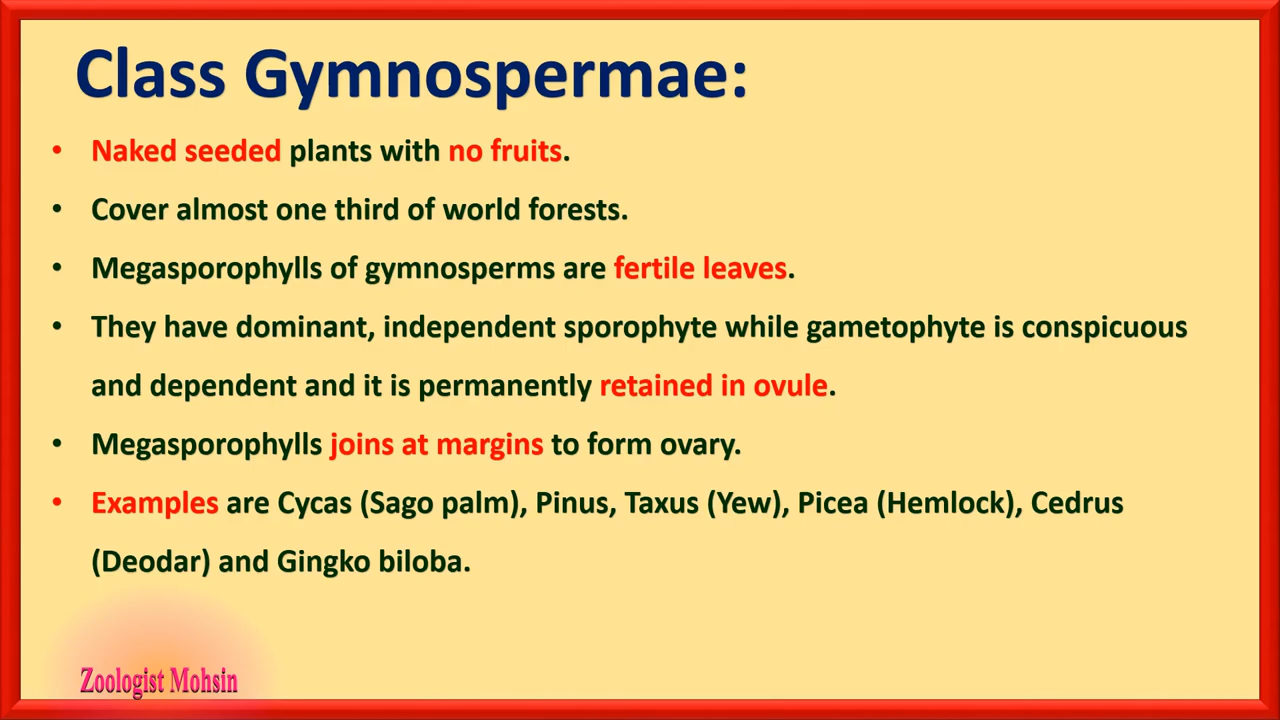 Class Gymnospermae:
• Naked seeded plants with no fruits.
• Cover almost one third of world forests.
• Megasporophylls of gymnosperms are fertile leaves.
• They have dominant, independent sporophyte while gametophyte is conspicuous
and dependent and it is permanently retained in ovule.
• Megasporophylls joins at margins to form ovary.
• Examples are Cycas (Sago palm), Pinus, Taxus (Yew), Picea (Hemlock), Cedrus
(Deodar) and Gingko biloba.
Zoologist Mohsin